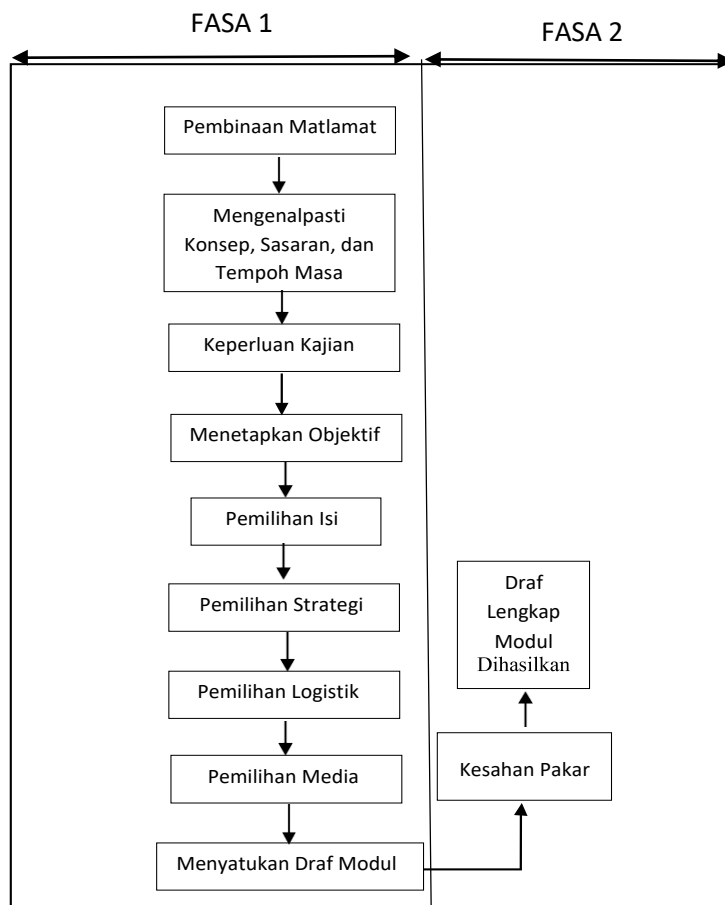 FASA 1
FASA 2
Pembinaan Matlamat
Mengenalpasti
Konsep, Sasaran, dan
Tempoh Masa
Keperluan Kajian
Menetapkan Objektif
Pemilihan Isi
Pemilihan Strategi
Pemilihan Logistik
Pemilihan Media
Menyatukan Draf Modul
Kesahan Pakar
Draf
Lengkap
Modul
Dihasilkan